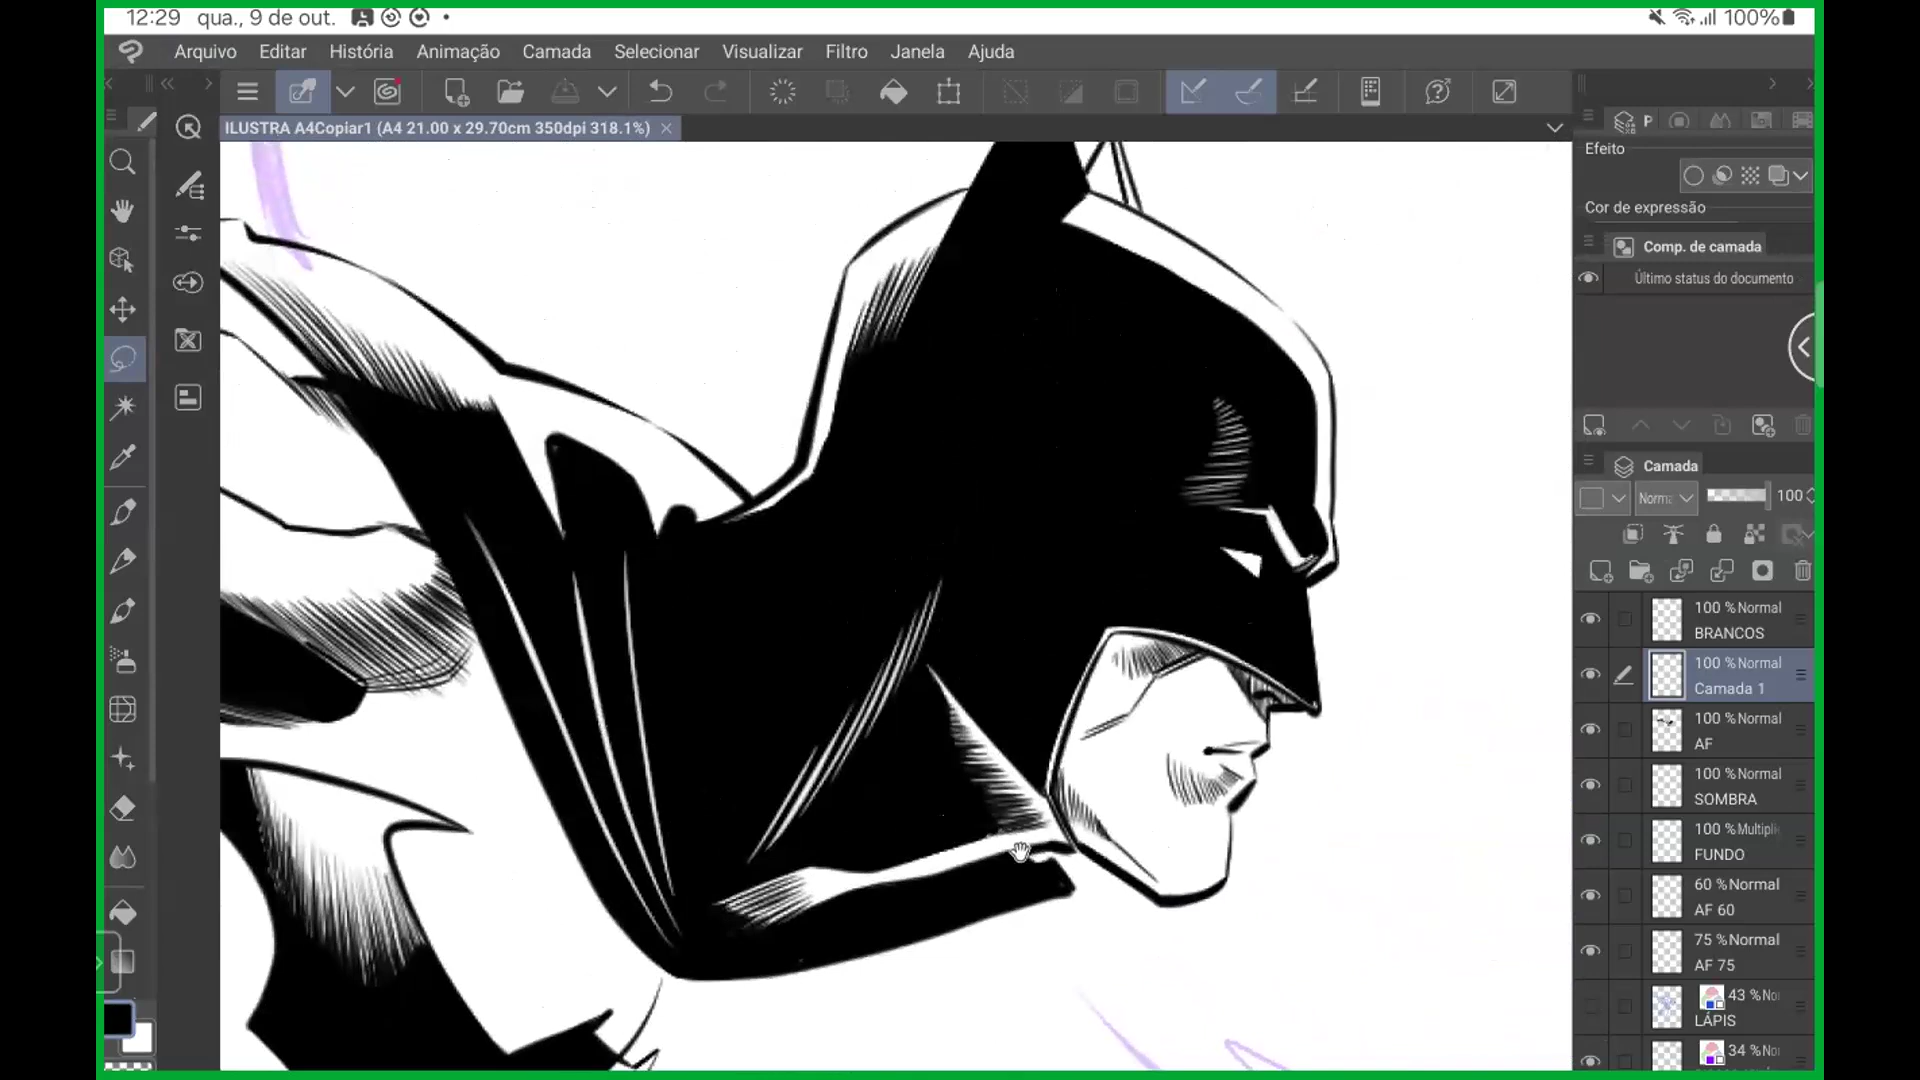 12:29 qua., 9 de out. 100%
Arquivo Editar História Animação Camada Selecionar Visualizar Filtro Janela Ajuda
ILUSTRA A4Copiar1 (A4 21.00 x 29.70cm 350dpi 318.1%)
P
Efeito
Cor de expressão
Comp. de camada
Último status do documento
Camada
Norma 100
100 % Normal
BRANCOS
100 % Normal
Camada 1
100 % Normal
AF
100 % Normal
SOMBRA
100 % Multipli
FUNDO
60 % Normal
AF 60
75 % Normal
AF 75
43 % No
LÁPIS
34 % No